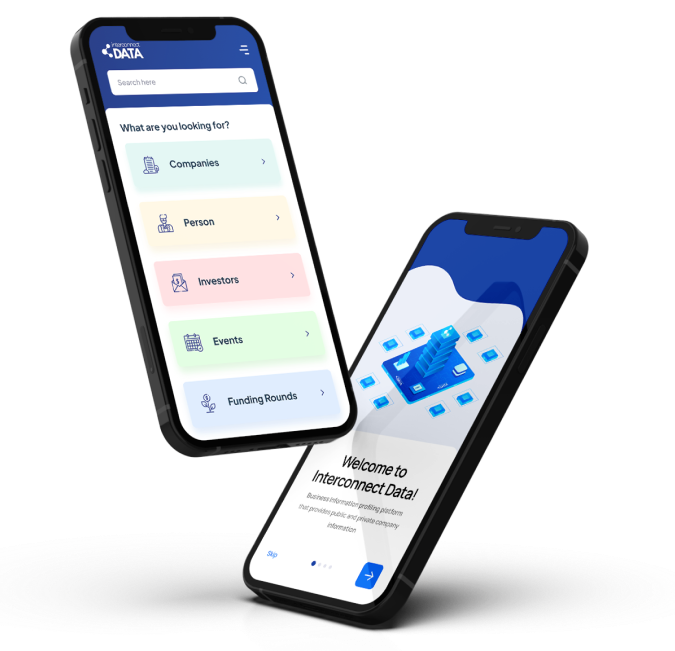 interconnect
DATA
Search here
What are you looking for?
Companies
Person
Investors
Events
Funding Rounds
Welcome to
Interconnect Data!
Business information profiling platform
that provides public and private company
information
Skip